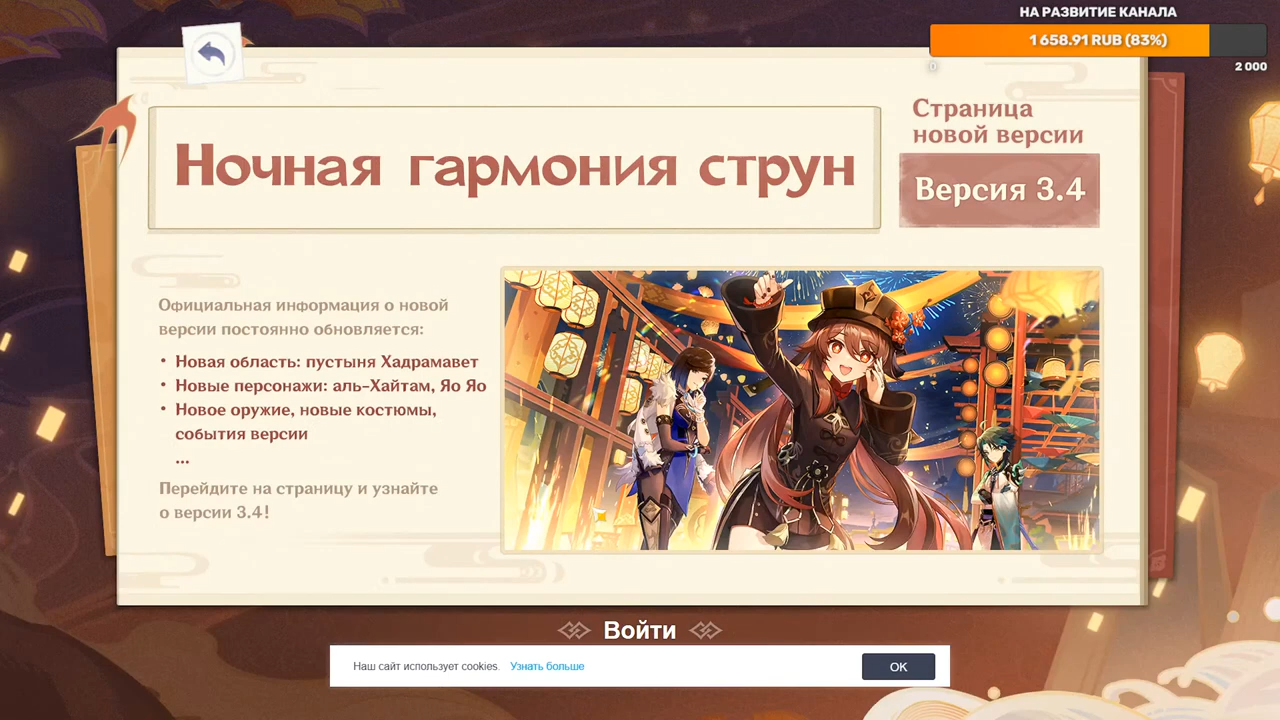 НА РАЗВИТИЕ КАНАЛА
1 658.91 RUB (83%)
0
2 000
Страница
новой версии
Ночная гармония струн
Версия 3.4
Официальная информация о новой
версии постоянно обновляется:
• Новая область: пустыня Хадрамавет
• Новые персонажи: аль-Хайтам, Яо Яо
• Новое оружие, новые костюмы,
события версии
...
Перейдите на страницу и узнайте
о версии 3.4!
Войти
Наш сайт использует cookies. Узнать больше
OK